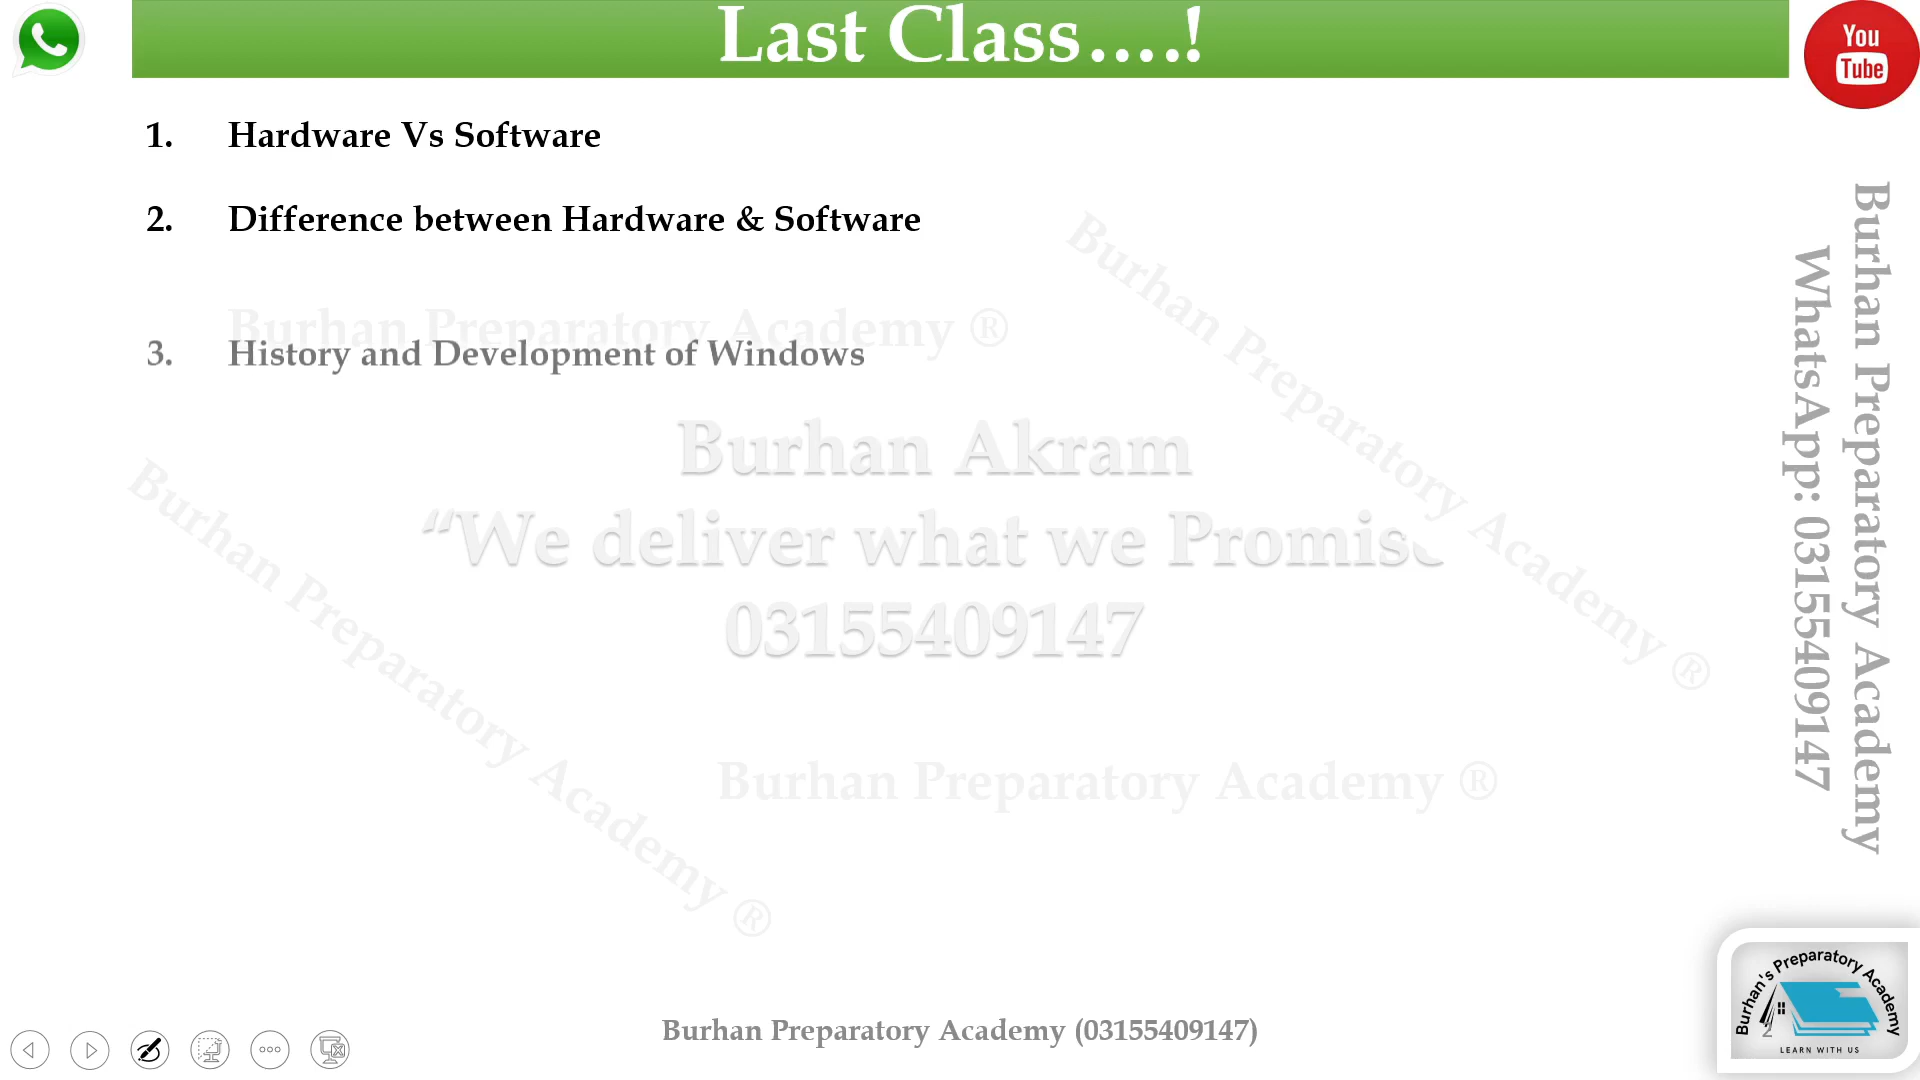 Last Class....!
You
Tube
1. Hardware Vs Software
2. Difference between Hardware & Software
Burhan Preparatory Academy ®
3. History and Development of Windows
Burhan Preparatory Academy ®
Burhan Akram
“We deliver what we Promise
03155409147
Burhan Preparatory Academy ®
Burhan Preparatory Academy ®
Burhan Preparatory Academy
WhatsApp: 03155409147
Burhan's Preparatory Academy
2
LEARN WITH US
Burhan Preparatory Academy (03155409147)